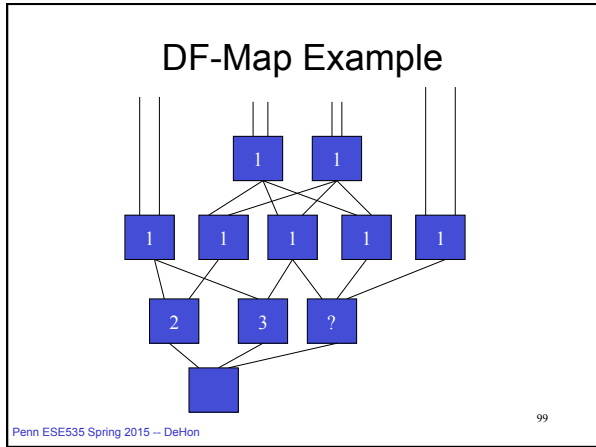 DF-Map Example
1 1
1 1 1 1 1
2 3 ?
99
Penn ESE535 Spring 2015 -- DeHon